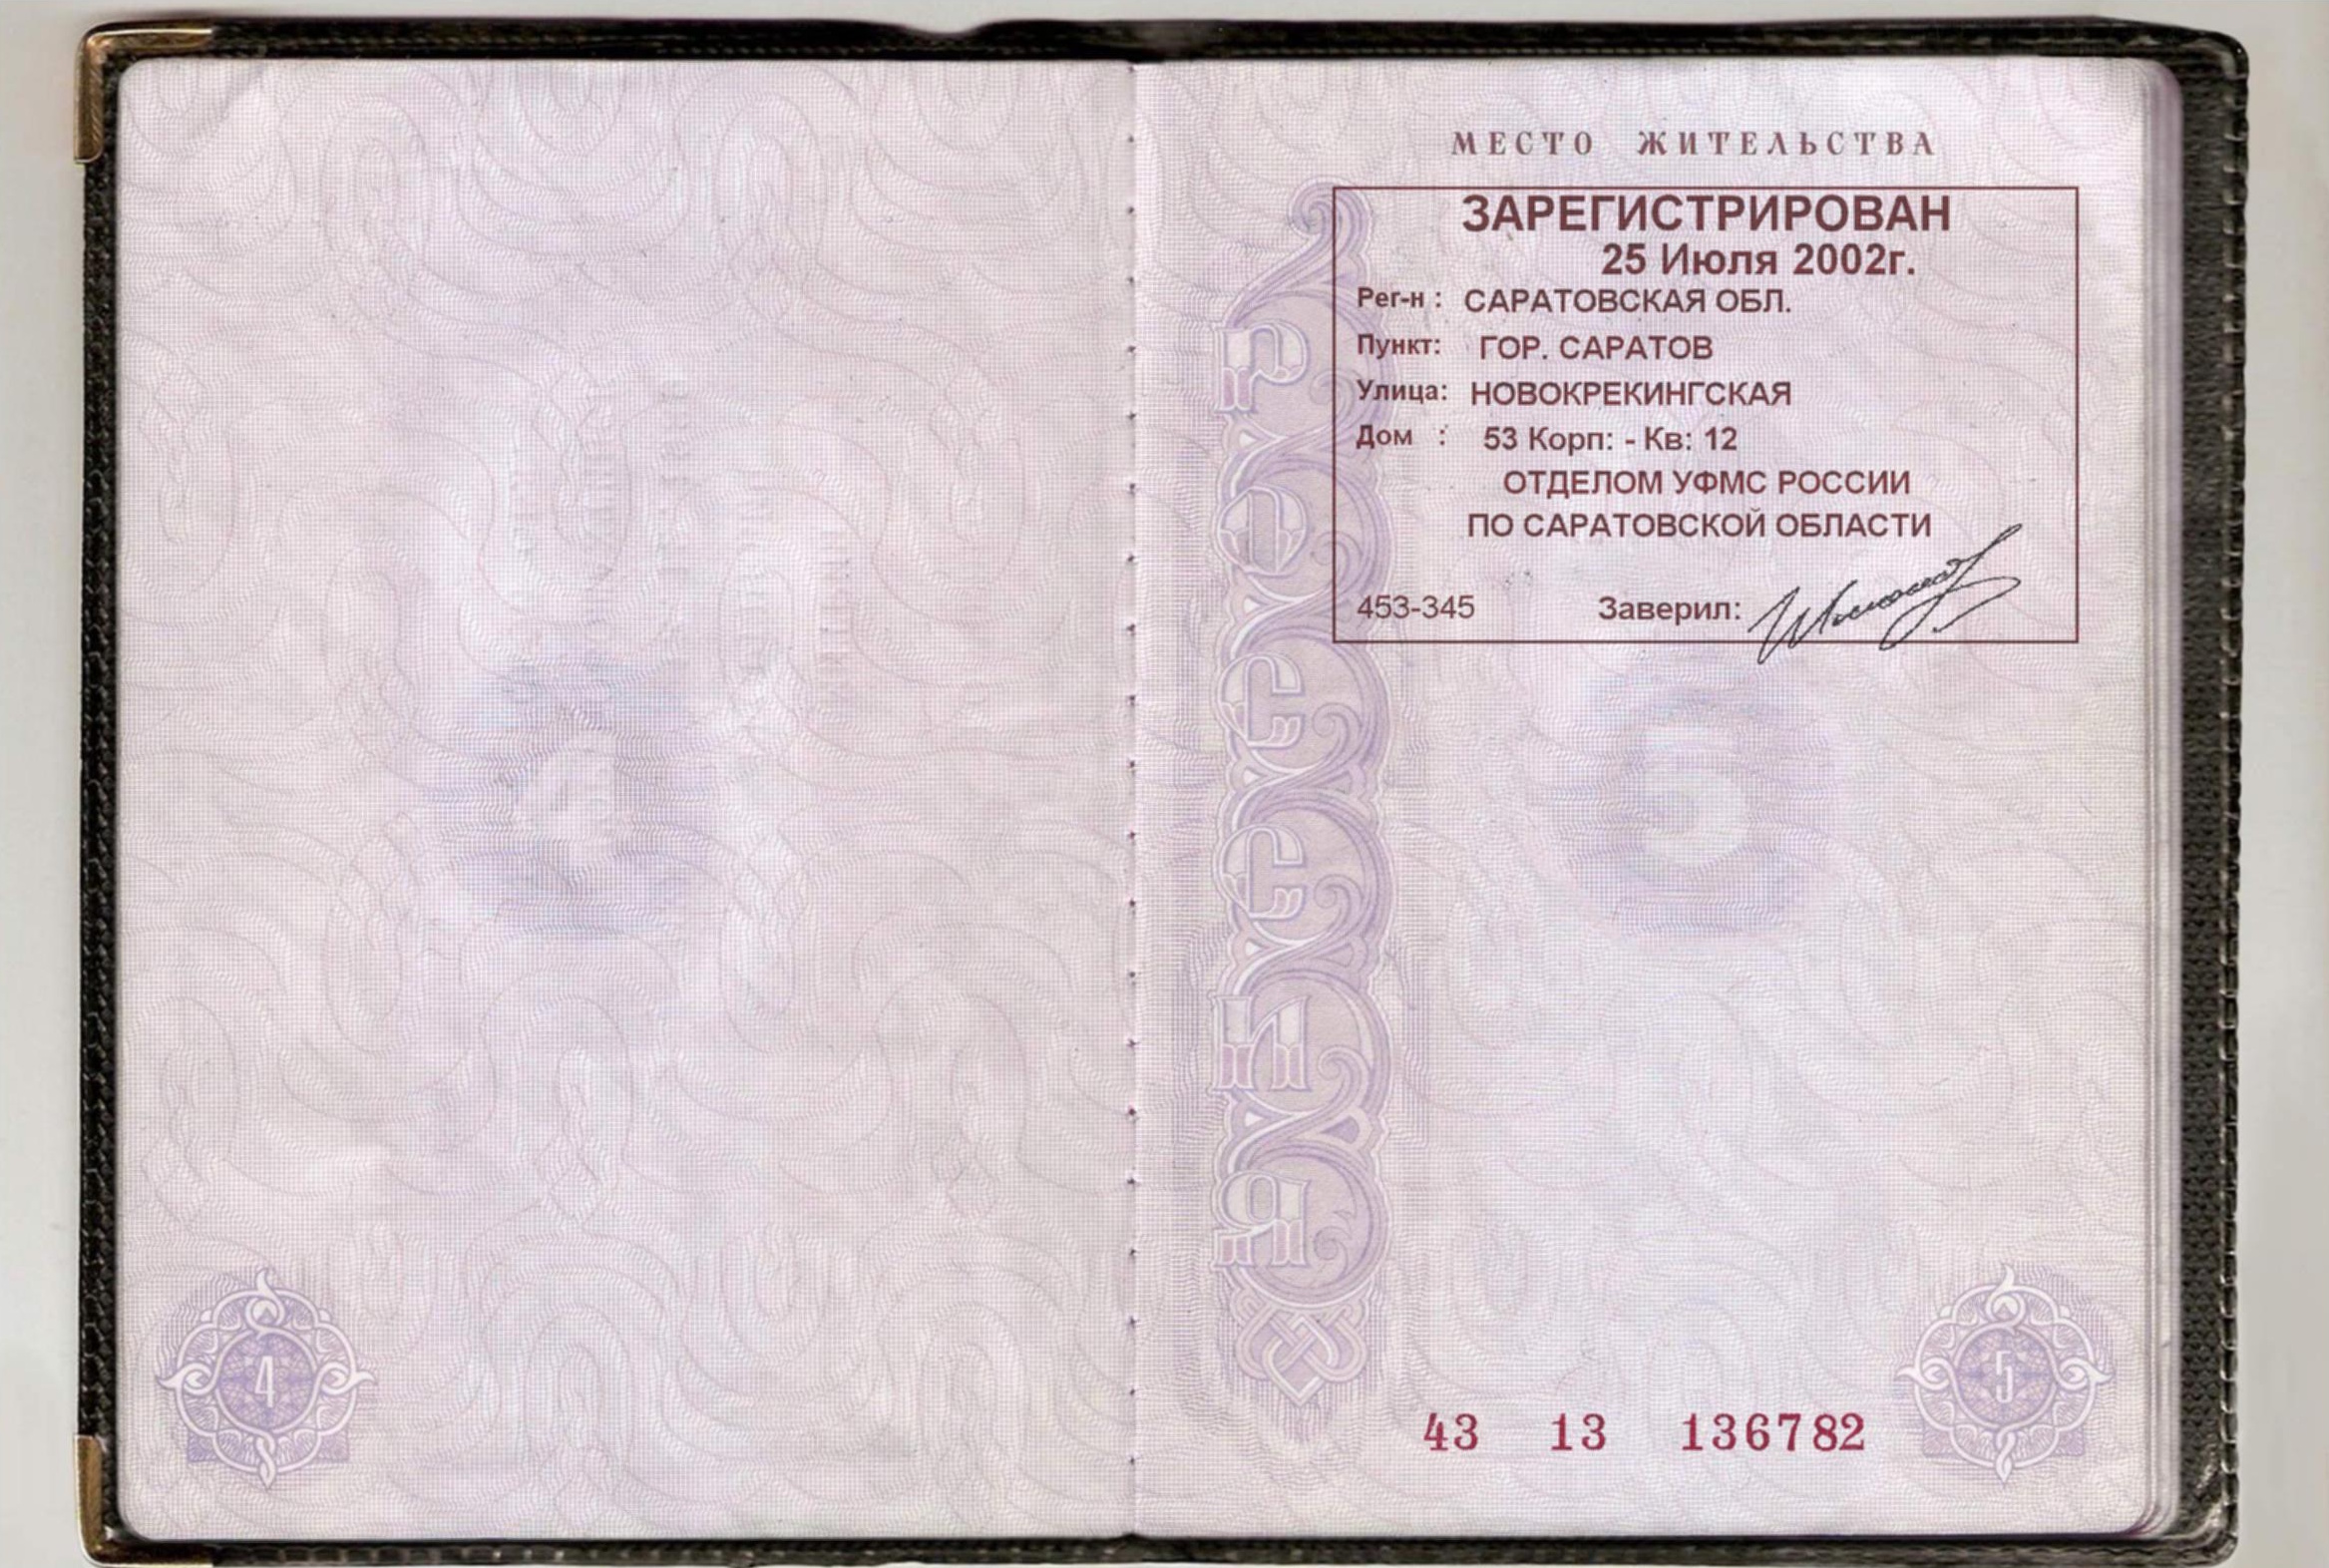 МЕСТО ЖИТЕЛЬСТВА
ЗАРЕГИСТРИРОВАН
25 Июля 2002г.
Рег-н : САРАТОВСКАЯ ОБЛ.
Пункт: ГОР. САРАТОВ
Улица: НОВОКРЕКИНГСКАЯ
Дом : 53 Корп: - Кв: 12
ОТДЕЛОМ УФМС РОССИИ
ПО САРАТОВСКОЙ ОБЛАСТИ
453-345 Заверил:
РОССИЯ
4
5
43 13 136782